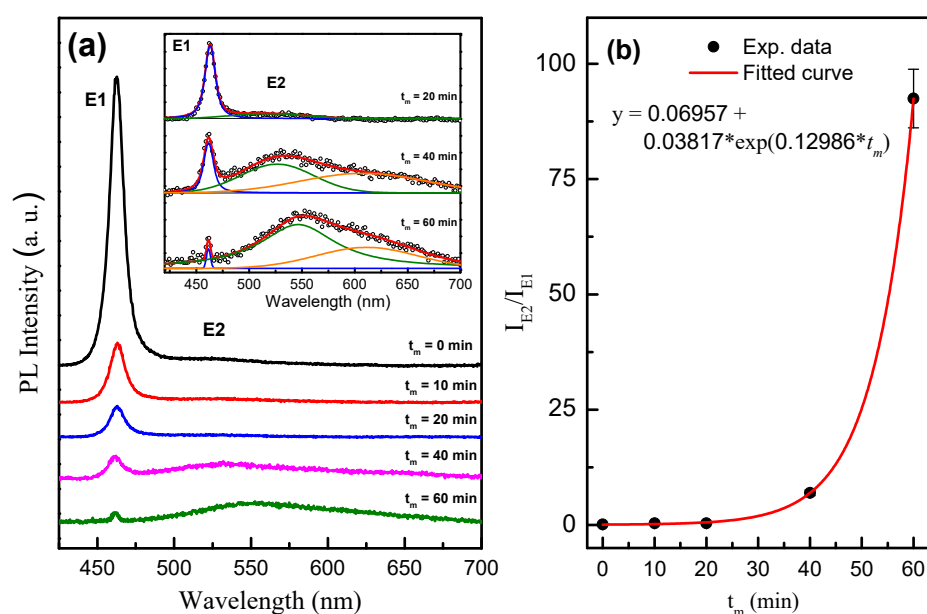 (a)
E1
E2
PL Intensity (a. u.)
t_m = 0 min
t_m = 10 min
t_m = 20 min
t_m = 40 min
t_m = 60 min
450 500 550 600 650 700
Wavelength (nm)
E1
E2
t_m = 20 min
t_m = 40 min
t_m = 60 min
450 500 550 600 650 700
Wavelength (nm)
(b)
Exp. data
Fitted curve
y = 0.06957 +
0.03817*exp(0.12986*t_m)
I_E2/I_E1
100
75
50
25
0
0 10 20 30 40 50 60
t_m (min)